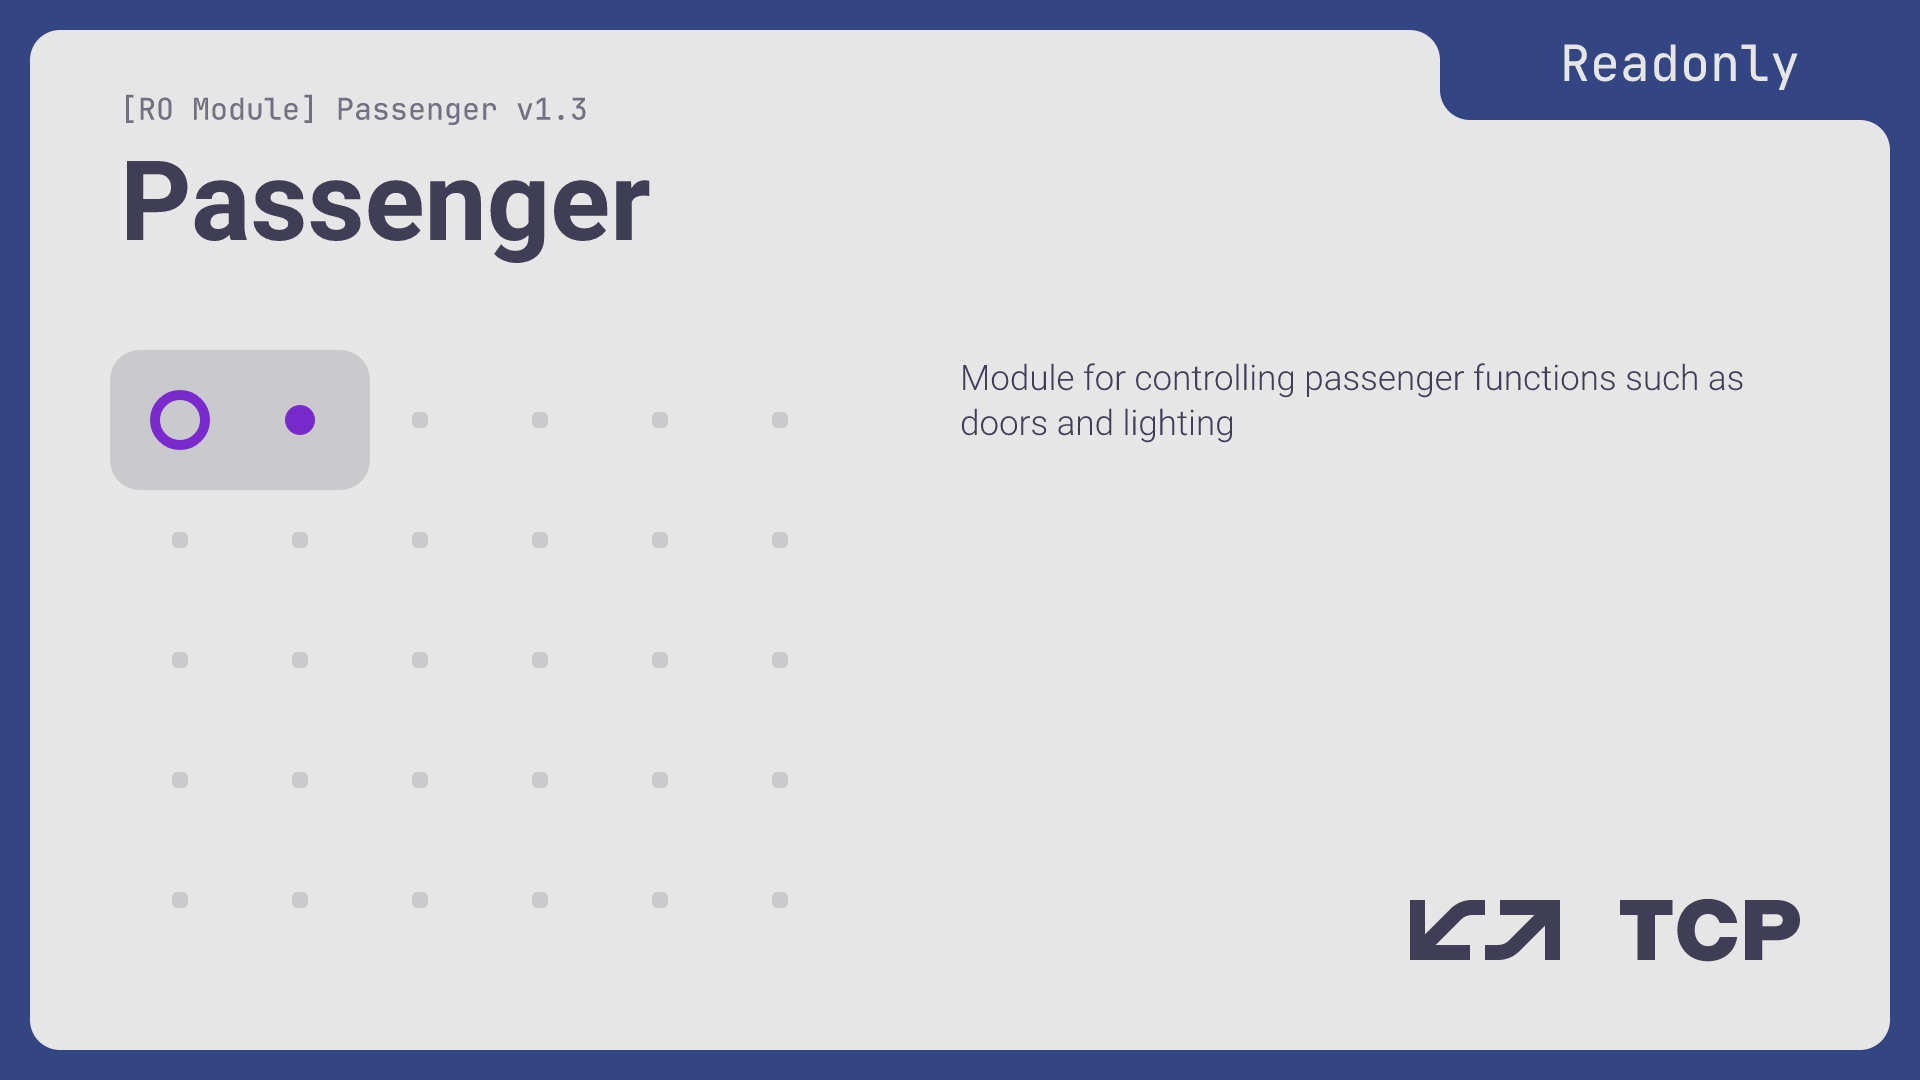 Readonly
[RO Module] Passenger v1.3
Passenger
Module for controlling passenger functions such as
doors and lighting
TCP